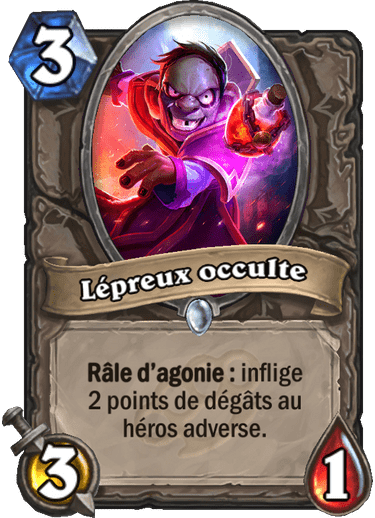 3
Lépreux occulte
Râle d’agonie : inflige
2 points de dégâts au
héros adverse.
3
1